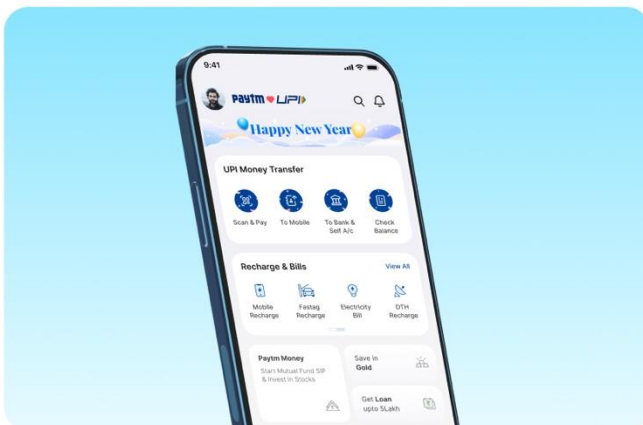 9:41
Paytm UPI
Happy New Year
UPI Money Transfer
Scan & Pay
To Mobile
To Bank &
Self A/c
Check
Balance
Recharge & Bills
View All
Mobile
Recharge
Fastag
Recharge
Electricity
Bill
DTH
Recharge
Paytm Money
Start Mutual Fund SIP
& Invest in Stocks
Save in
Gold
Get Loan
upto 5Lakh